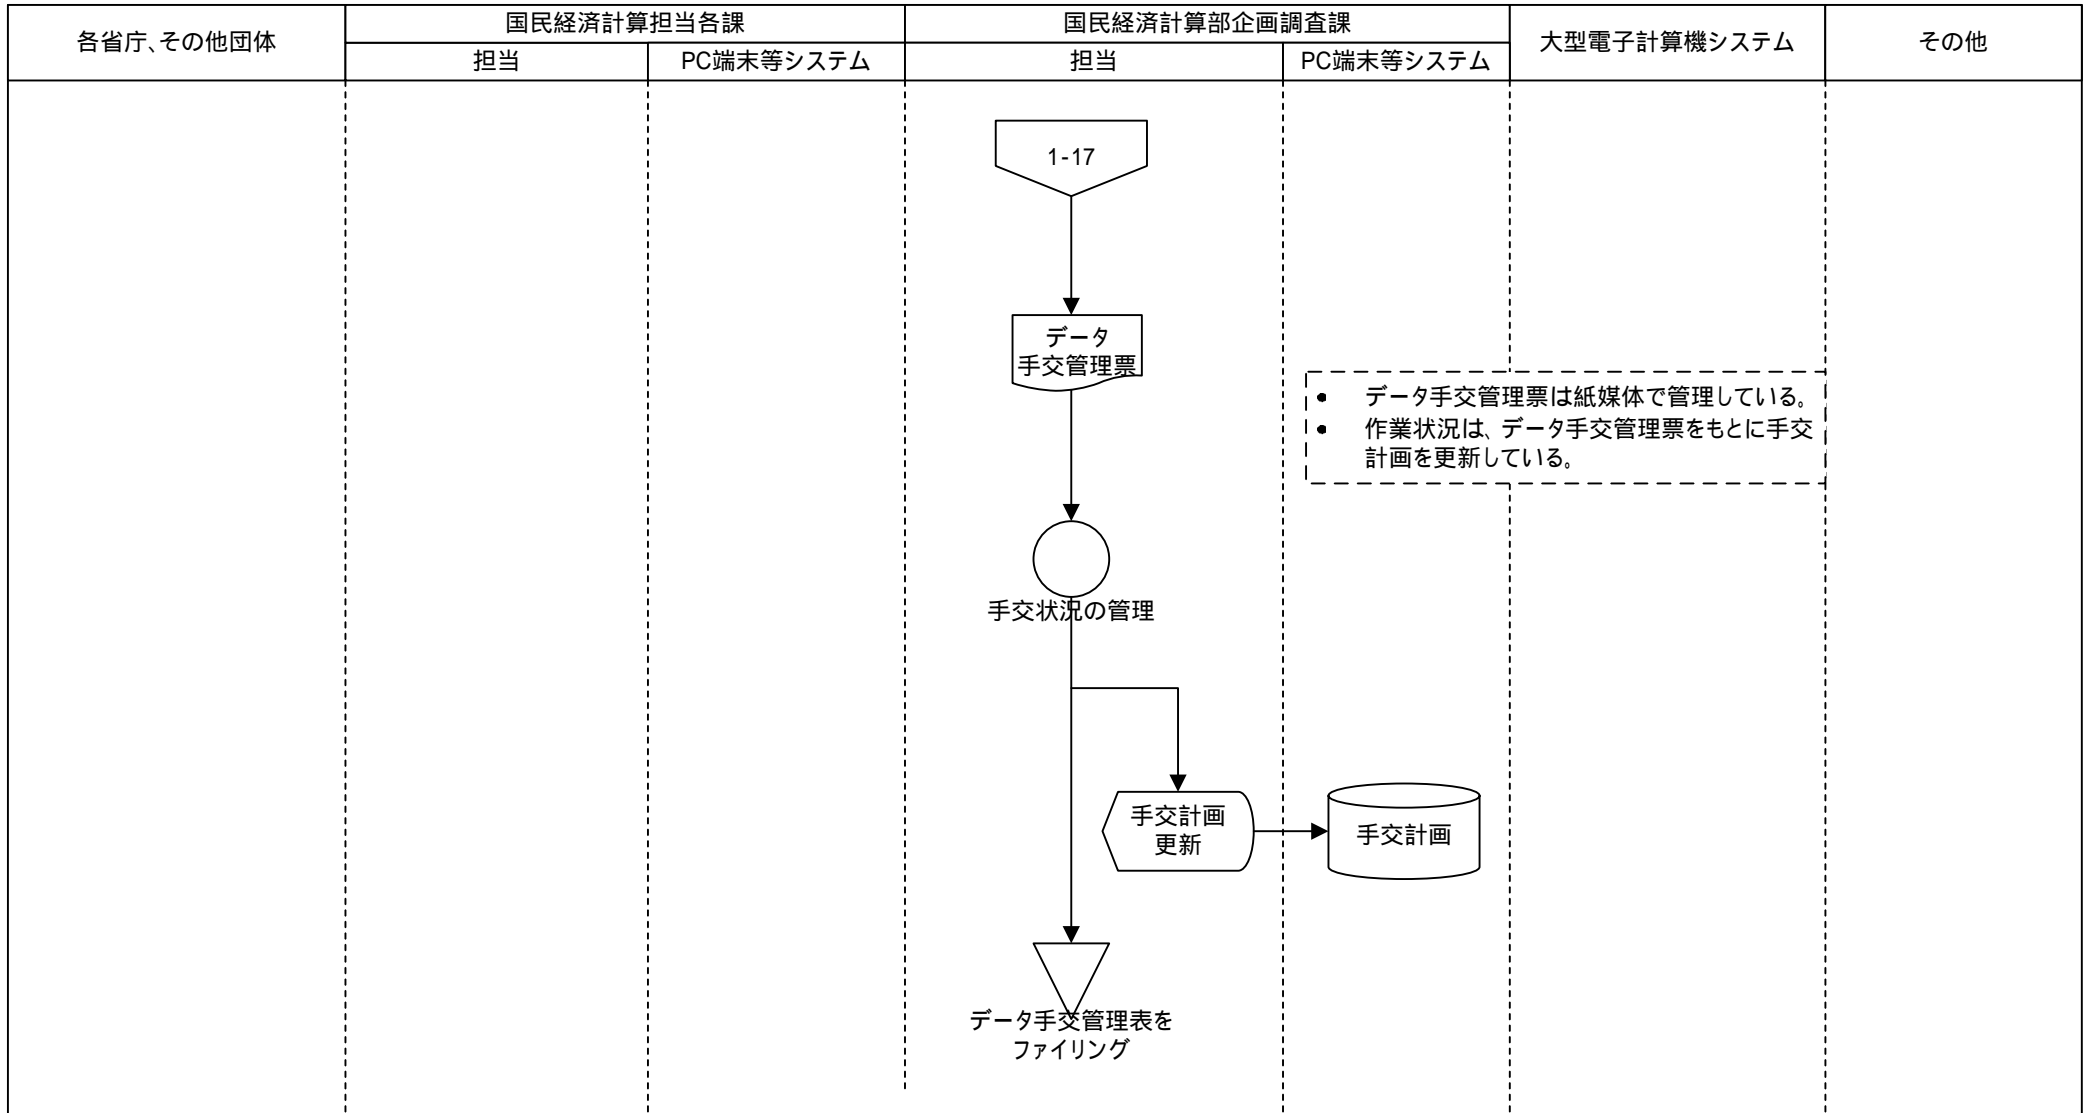 各省庁、その他団体
国民経済計算担当各課
国民経済計算部企画調査課
大型電子計算機システム
その他
担当
PC端末等システム
担当
PC端末等システム
1-17
データ
手交管理票
• データ手交管理票は紙媒体で管理している。
• 作業状況は、データ手交管理票をもとに手交
計画を更新している。
手交状況の管理
手交計画
更新
手交計画
データ手交管理表を
ファイリング